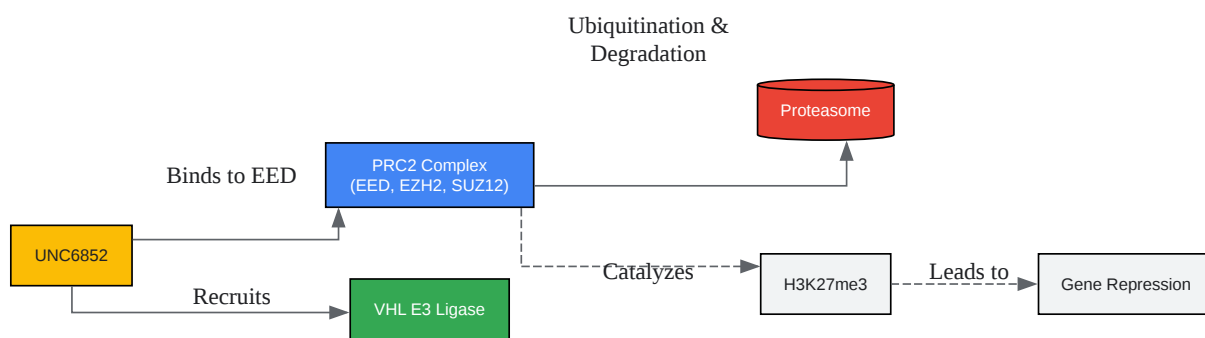 Ubiquitination &
Degradation
Proteasome
PRC2 Complex
(EED, EZH2, SUZ12)
Binds to EED
UNC6852
Catalyzes
H3K27me3
Leads to
Gene Repression
Recruits
VHL E3 Ligase